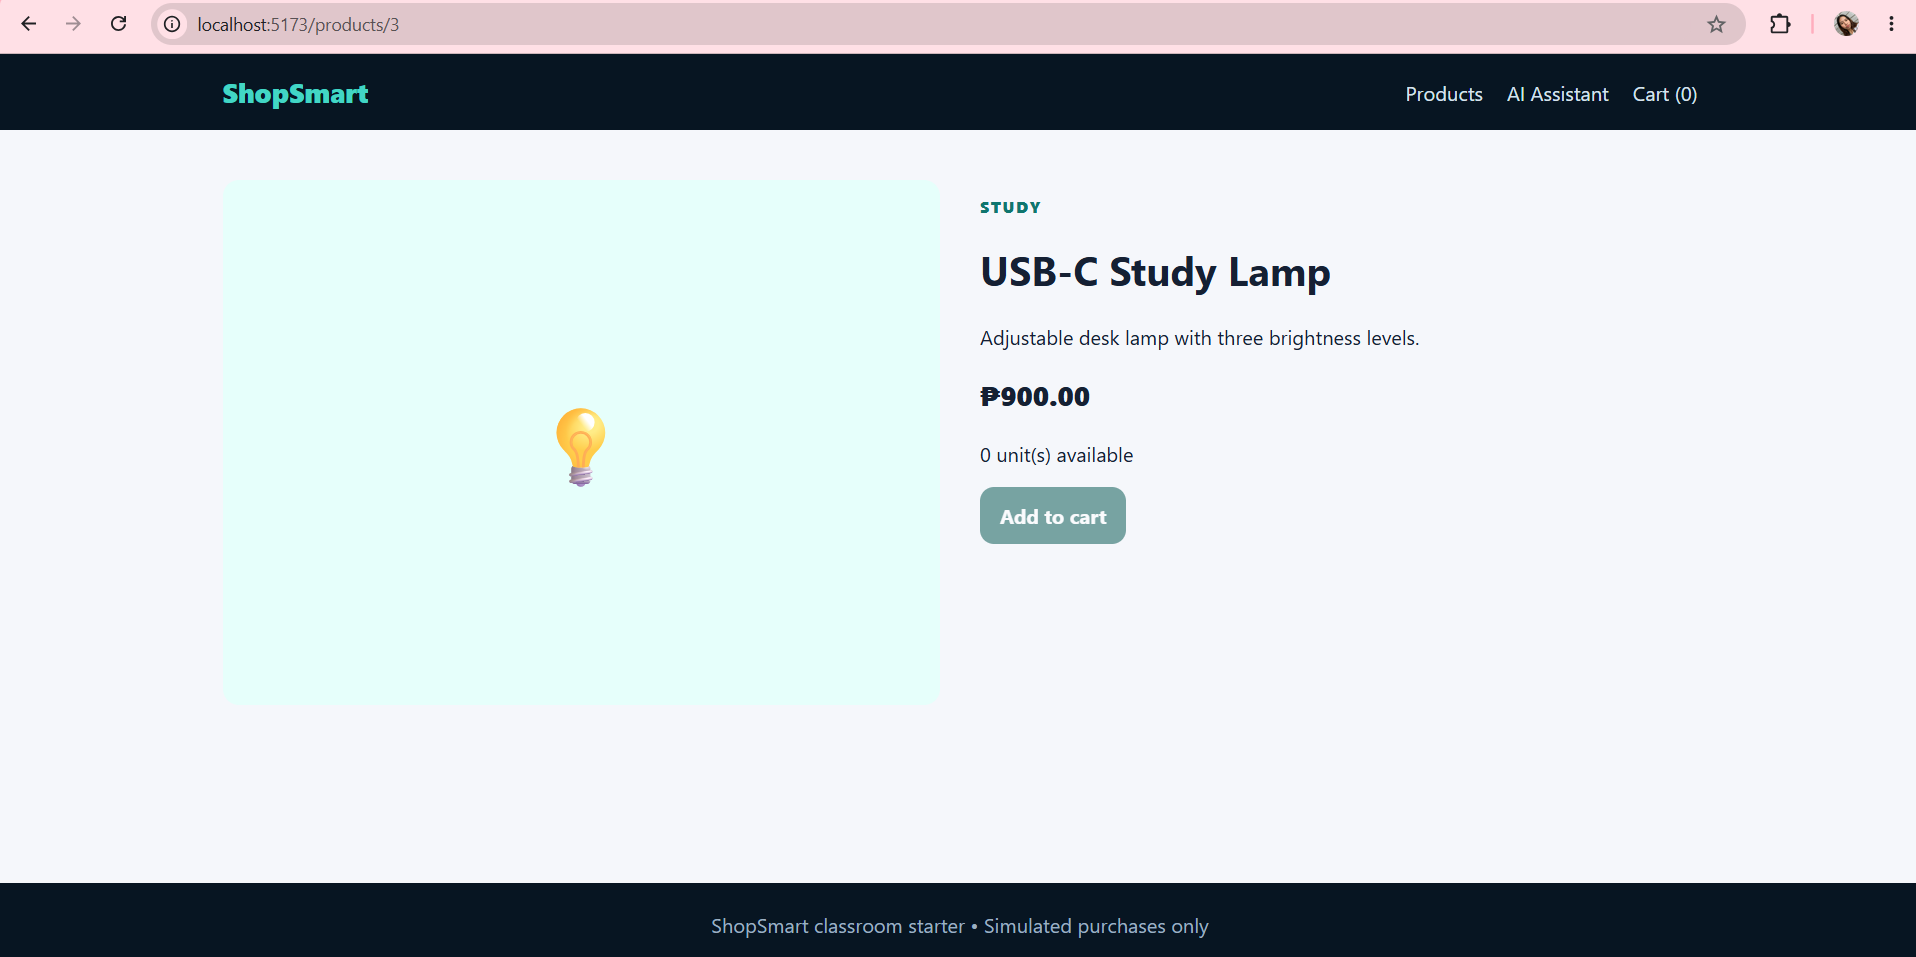 localhost:5173/products/3
ShopSmart
Products AI Assistant Cart (0)
STUDY
USB-C Study Lamp
Adjustable desk lamp with three brightness levels.
₱900.00
0 unit(s) available
Add to cart
ShopSmart classroom starter • Simulated purchases only